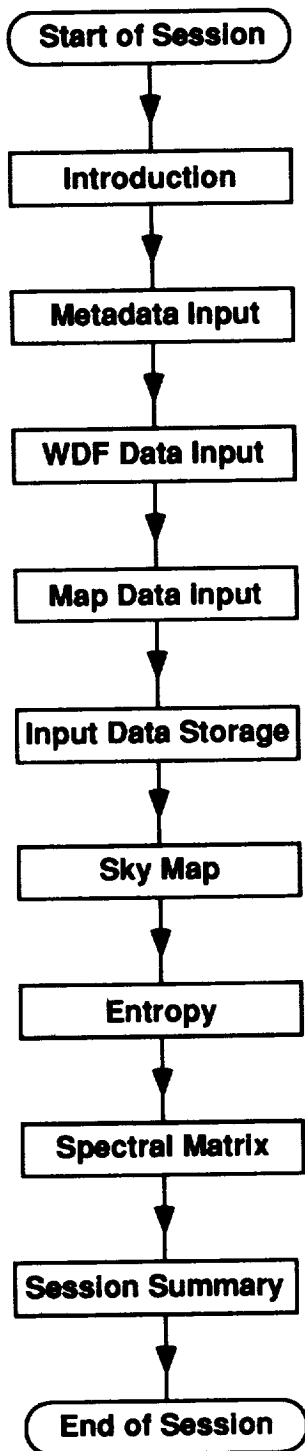 Start of Session
Introduction
Metadata Input
WDF Data Input
Map Data Input
Input Data Storage
Sky Map
Entropy
Spectral Matrix
Session Summary
End of Session